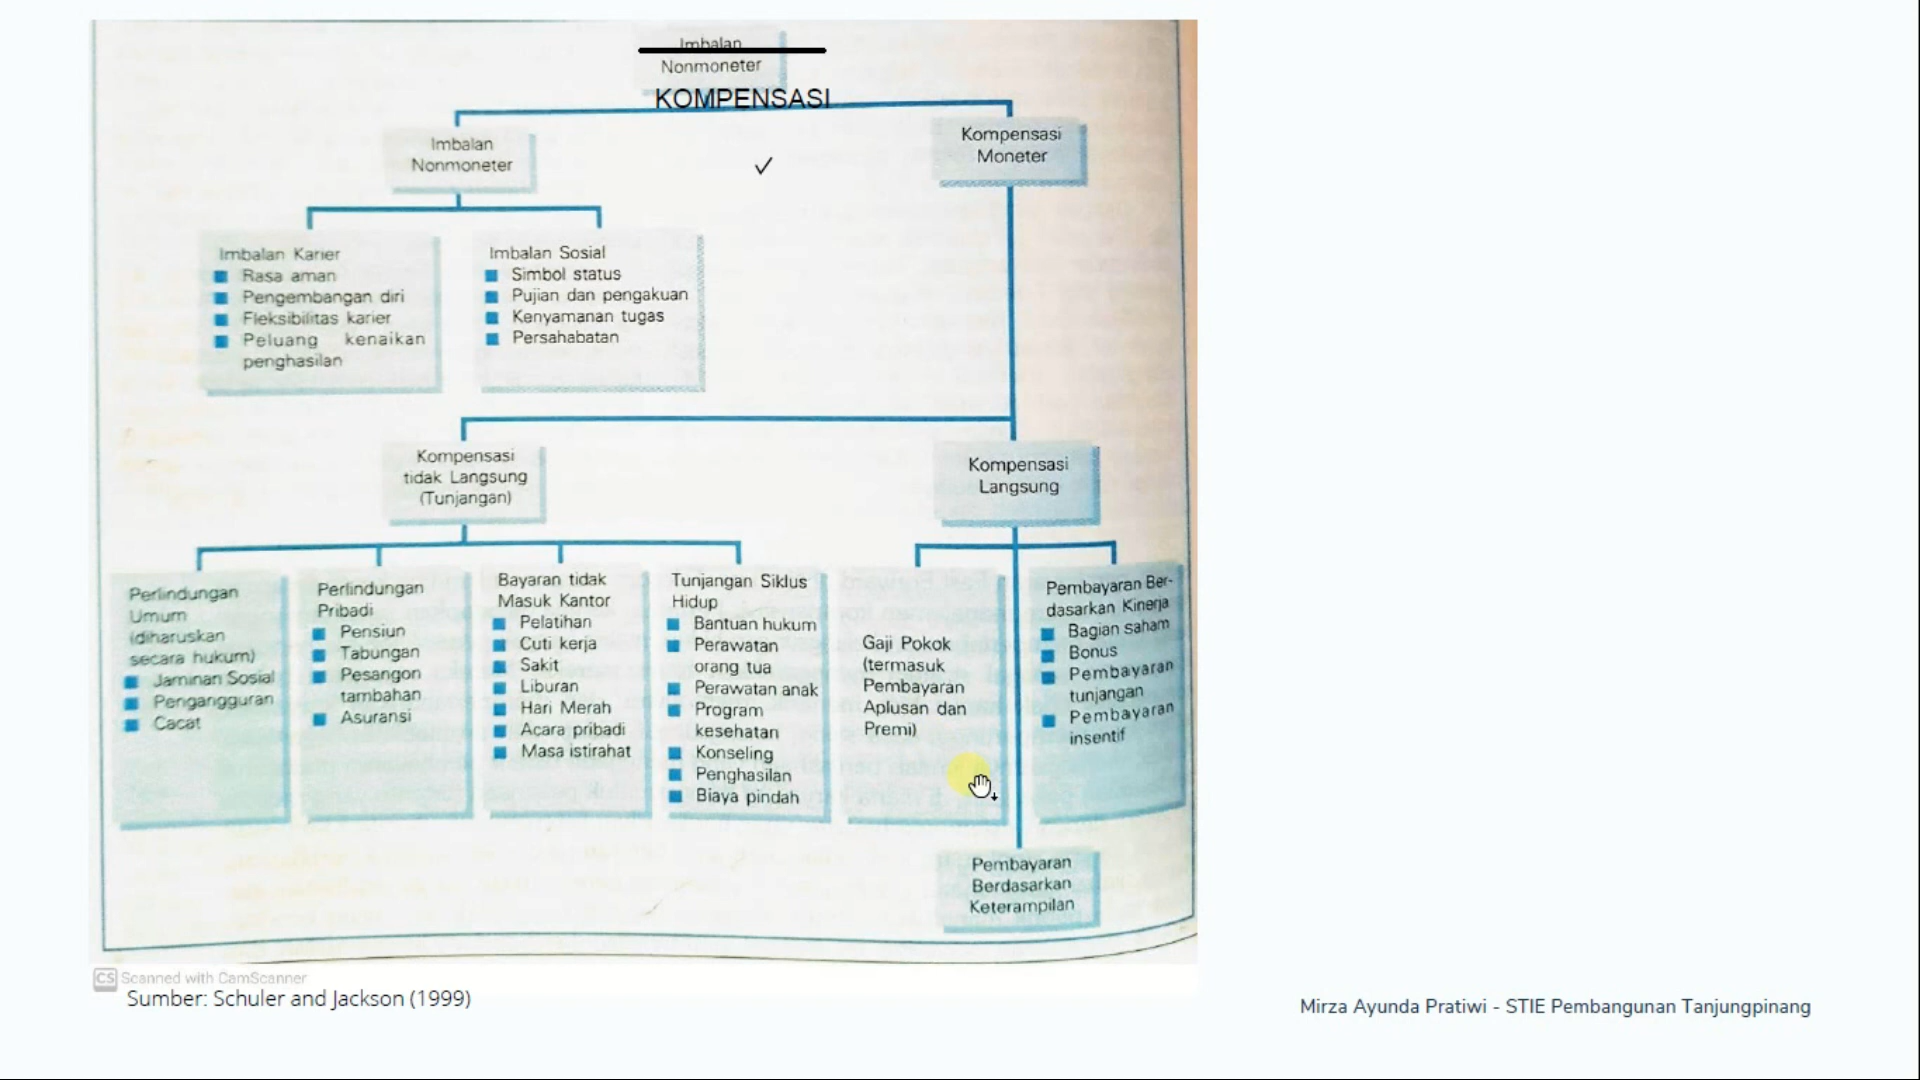 Imbalan
Nonmoneter
KOMPENSASI
Imbalan
Nonmoneter
Kompensasi
Moneter
Imbalan Karier
Rasa aman
Pengembangan diri
Fleksibilitas karier
Peluang kenaikan
penghasilan
Imbalan Sosial
Simbol status
Pujian dan pengakuan
Kenyamanan tugas
Persahabatan
Kompensasi
tidak Langsung
(Tunjangan)
Kompensasi
Langsung
Perlindungan
Umum
(diharuskan
secara hukum)
Jaminan Sosial
Pengangguran
Cacat
Perlindungan
Pribadi
Pensiun
Tabungan
Pesangon
tambahan
Asuransi
Bayaran tidak
Masuk Kantor
Pelatihan
Cuti kerja
Sakit
Liburan
Hari Merah
Acara pribadi
Masa istirahat
Tunjangan Siklus
Hidup
Bantuan hukum
Perawatan
orang tua
Perawatan anak
Program
kesehatan
Konseling
Penghasilan
Biaya pindah
Gaji Pokok
(termasuk
Pembayaran
Aplusan dan
Premi)
Pembayaran Ber-
dasarkan Kinerja
Bagian saham
Bonus
Pembayaran
tunjangan
Pembayaran
insentif
Pembayaran
Berdasarkan
Keterampilan
CS Scanned with CamScanner
Sumber: Schuler and Jackson (1999)
Mirza Ayunda Pratiwi - STIE Pembangunan Tanjungpinang